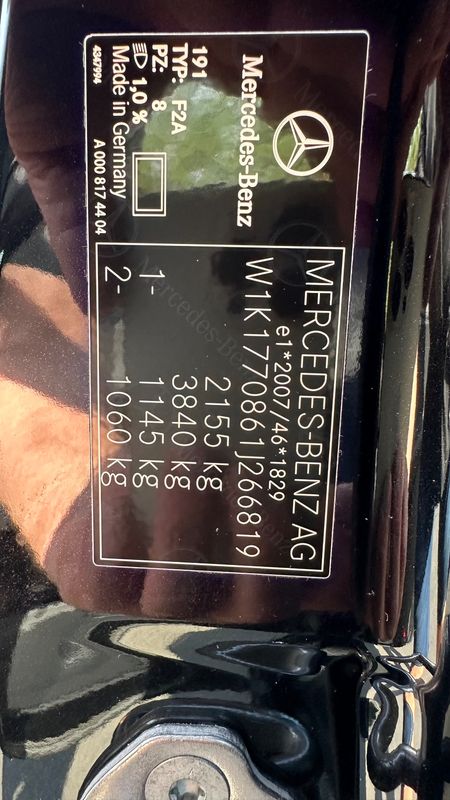 Mercedes-Benz
191
TYP: F2A
PZ: 8
1,0 %
Made in Germany
4347994
A 000 817 44 04
MERCEDES-BENZ AG
e1*2007/46*1829
W1K1770861J266819
2155 kg
3840 kg
1- 1145 kg
2- 1060 kg